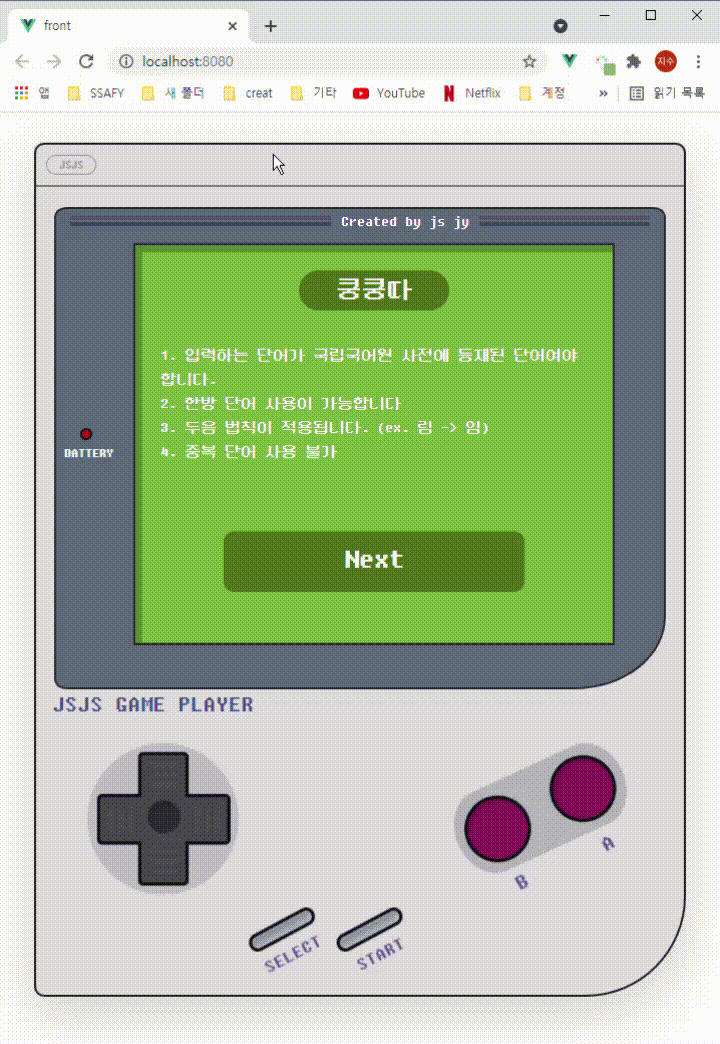 front
localhost:8080
지수
앱 SSAFY 새 폴더 creat 기타 YouTube Netflix 계정 » 읽기 목록
JSJS
Created by js jy
쿵쿵따
1. 입력하는 단어가 국립국어원 사전에 등재된 단어여야
합니다.
2. 한방 단어 사용이 가능합니다
3. 두음 법칙이 적용됩니다. (ex. 림 -> 임)
4. 중복 단어 사용 불가
BATTERY
Next
JSJS GAME PLAYER
A
B
SELECT
START